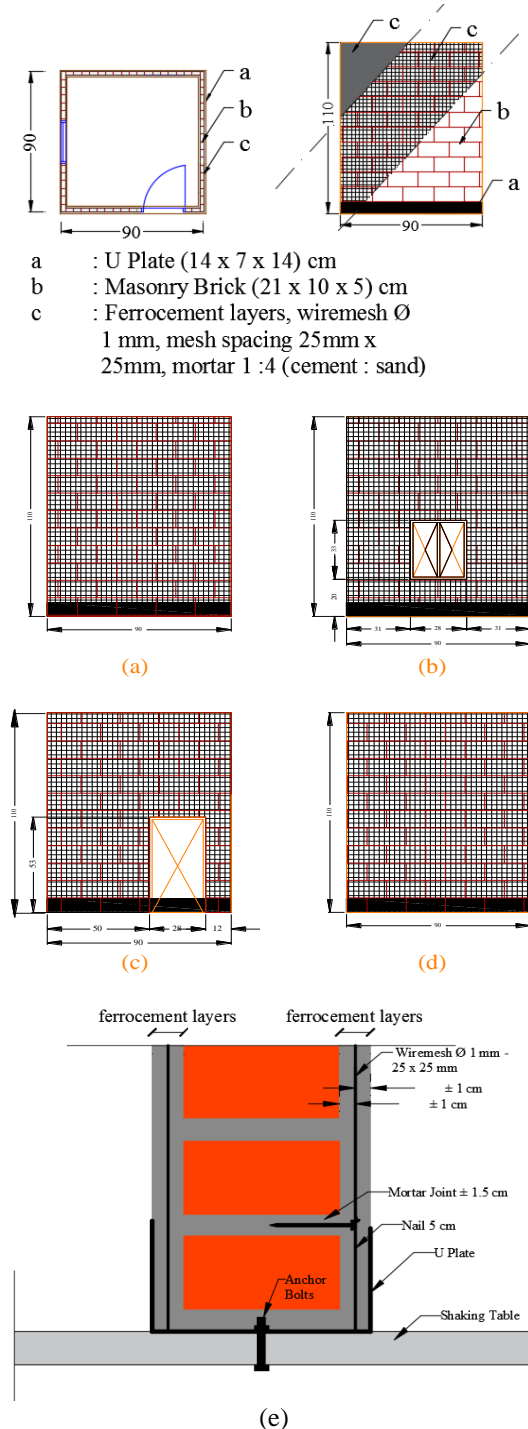 a
b
c
90
90
c
c
b
a
110
90
a : U Plate (14 x 7 x 14) cm
b : Masonry Brick (21 x 10 x 5) cm
c : Ferrocement layers, wiremesh Ø
1 mm, mesh spacing 25mm x
25mm, mortar 1 :4 (cement : sand)
110
90
(a)
110
33
20
31
28
31
90
(b)
110
53
50
28
12
90
(c)
110
90
(d)
ferrocement layers
ferrocement layers
Wiremesh Ø 1 mm -
25 x 25 mm
± 1 cm
± 1 cm
Mortar Joint ± 1.5 cm
Nail 5 cm
U Plate
Anchor
Bolts
Shaking Table
(e)